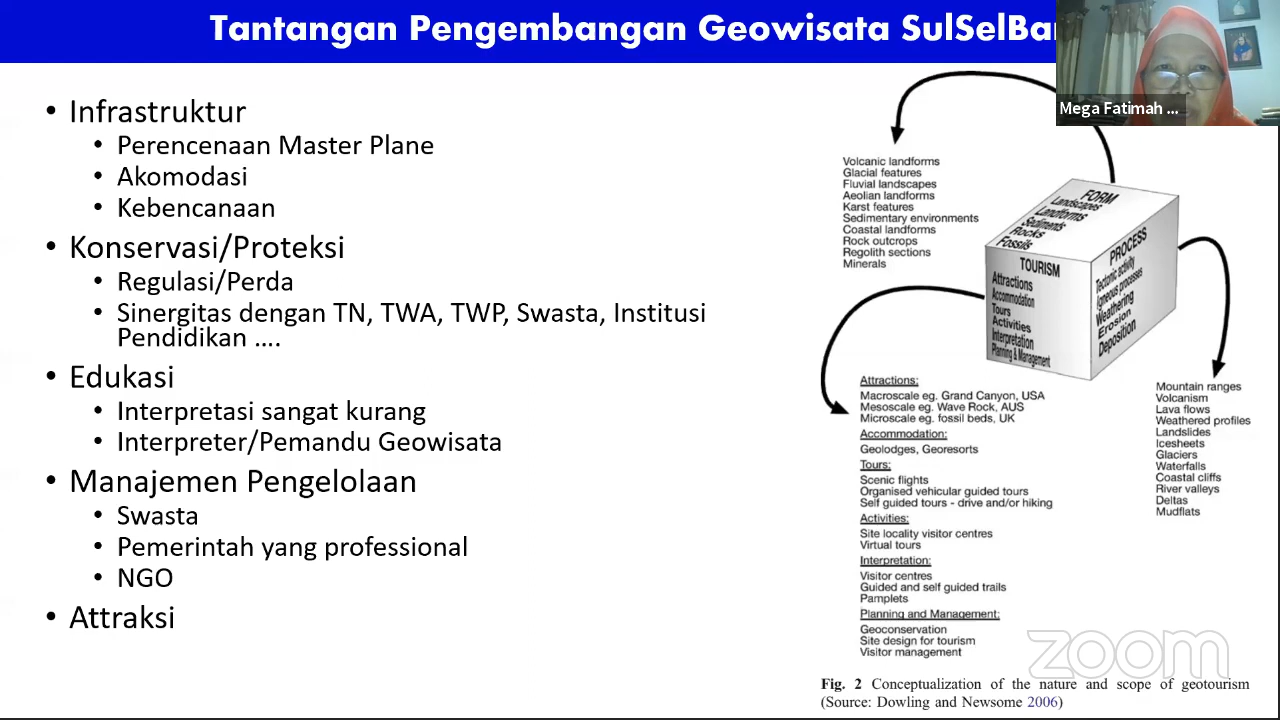 Tantangan Pengembangan Geowisata SulSelBa
Mega Fatimah ...
• Infrastruktur
• Perencenaan Master Plane
• Akomodasi
• Kebencanaan
• Konservasi/Proteksi
• Regulasi/Perda
• Sinergitas dengan TN, TWA, TWP, Swasta, Institusi
Pendidikan ….
• Edukasi
• Interpretasi sangat kurang
• Interpreter/Pemandu Geowisata
• Manajemen Pengelolaan
• Swasta
• Pemerintah yang professional
• NGO
• Attraksi
Volcanic landforms
Glacial features
Fluvial landscapes
Aeolian landforms
Karst features
Sedimentary environments
Coastal landforms
Rock outcrops
Regolith sections
Minerals
FORM
Landscapes
Landforms
Sediments
Rocks
Fossils
TOURISM
Attractions
Accommodation
Tours
Activities
Interpretation
Planning & Management
PROCESS
Tectonic activity
Igneous processes
Weathering
Erosion
Deposition
Attractions:
Macroscale eg. Grand Canyon, USA
Mesoscale eg. Wave Rock, AUS
Microscale eg. fossil beds, UK
Accommodation:
Geolodges, Georesorts
Tours:
Scenic flights
Organised vehicular guided tours
Self guided tours - drive and/or hiking
Activities:
Site locality visitor centres
Virtual tours
Interpretation:
Visitor centres
Guided and self guided trails
Pamplets
Planning and Management:
Geoconservation
Site design for tourism
Visitor management
Mountain ranges
Volcanism
Lava flows
Weathered profiles
Landslides
Icesheets
Glaciers
Waterfalls
Coastal cliffs
River valleys
Deltas
Mudflats
zoom
Fig. 2 Conceptualization of the nature and scope of geotourism
(Source: Dowling and Newsome 2006)